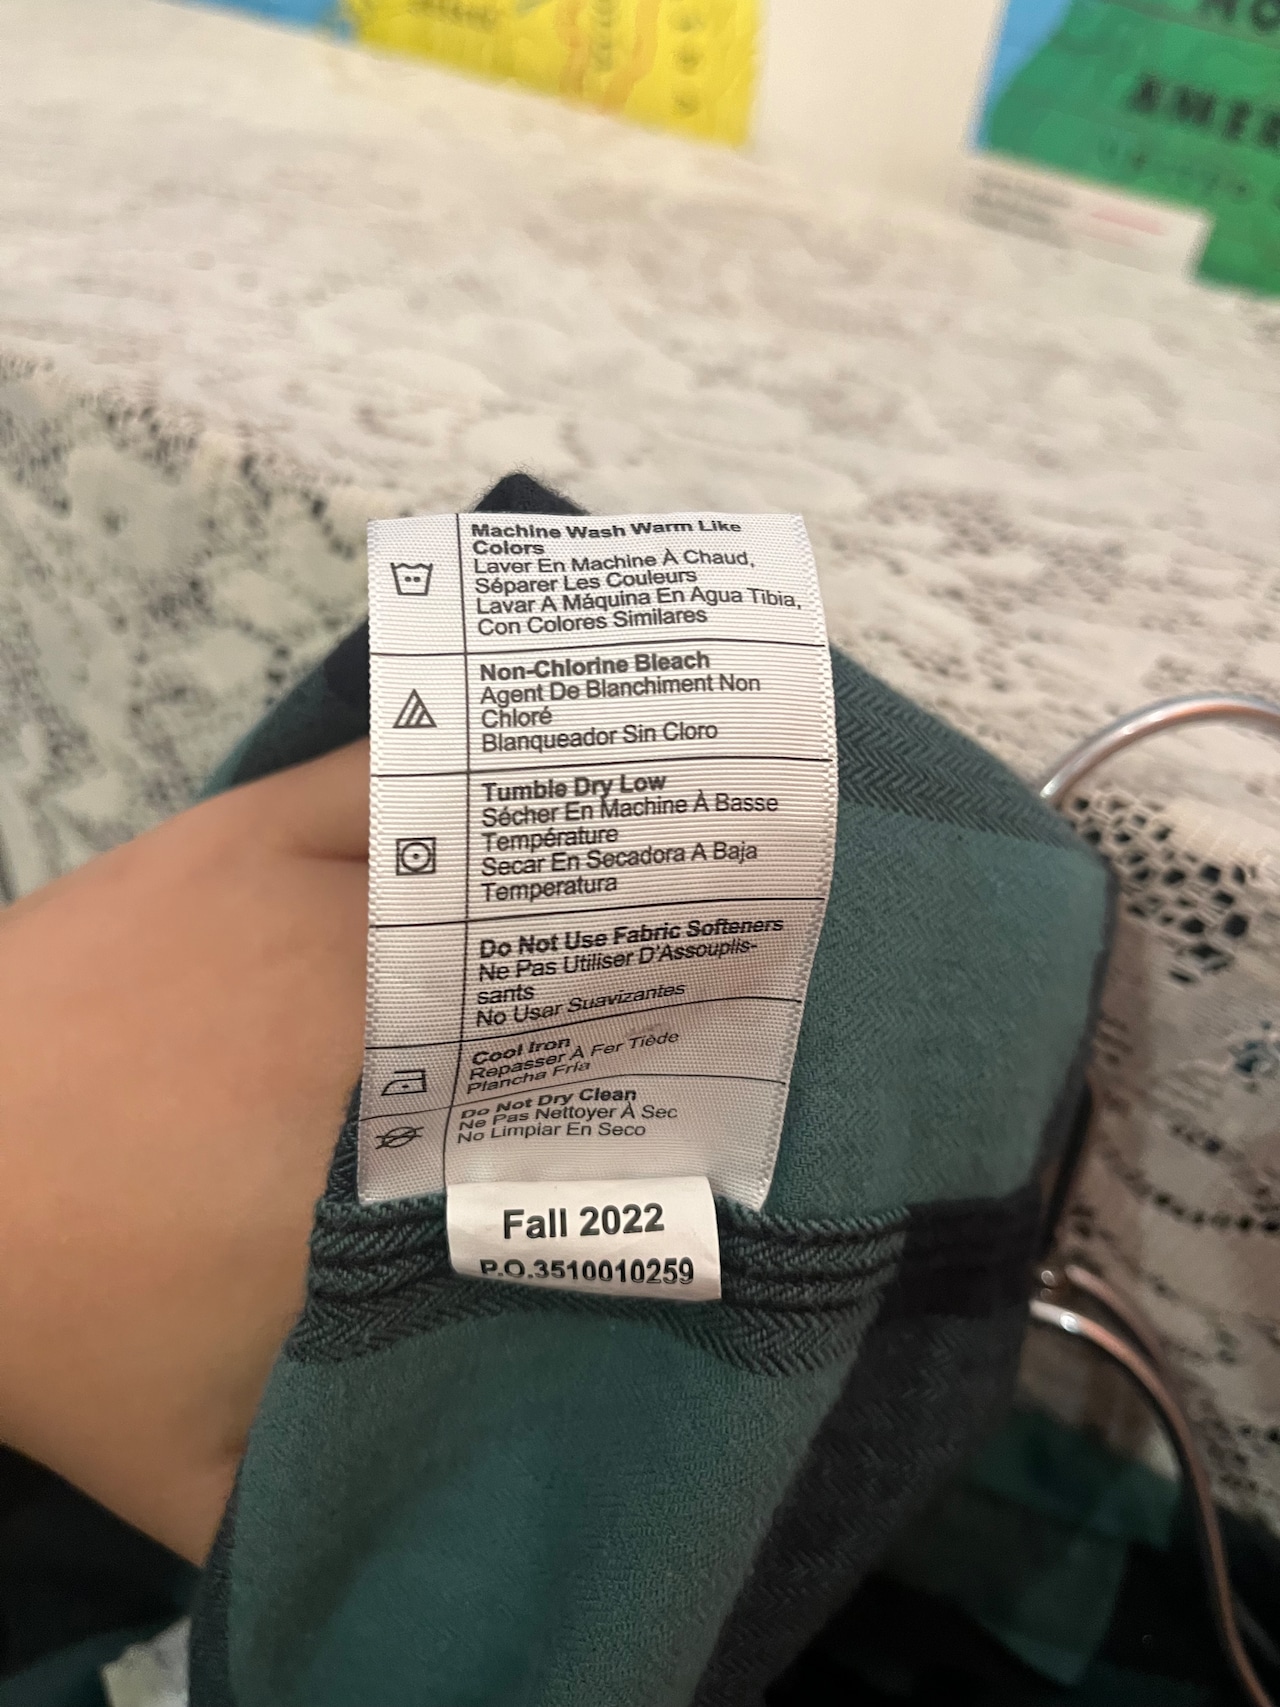 AMER
Machine Wash Warm Like
Colors
Laver En Machine À Chaud,
Séparer Les Couleurs
Lavar A Máquina En Agua Tibia,
Con Colores Similares
Non-Chlorine Bleach
Agent De Blanchiment Non
Chloré
Blanqueador Sin Cloro
Tumble Dry Low
Sécher En Machine À Basse
Température
Secar En Secadora A Baja
Temperatura
Do Not Use Fabric Softeners
Ne Pas Utiliser D'Assouplis-
sants
No Usar Suavizantes
Cool Iron
Repasser À Fer Tiède
Plancha Fría
Do Not Dry Clean
Ne Pas Nettoyer À Sec
No Limpiar En Seco
Fall 2022
P.O.3510010259